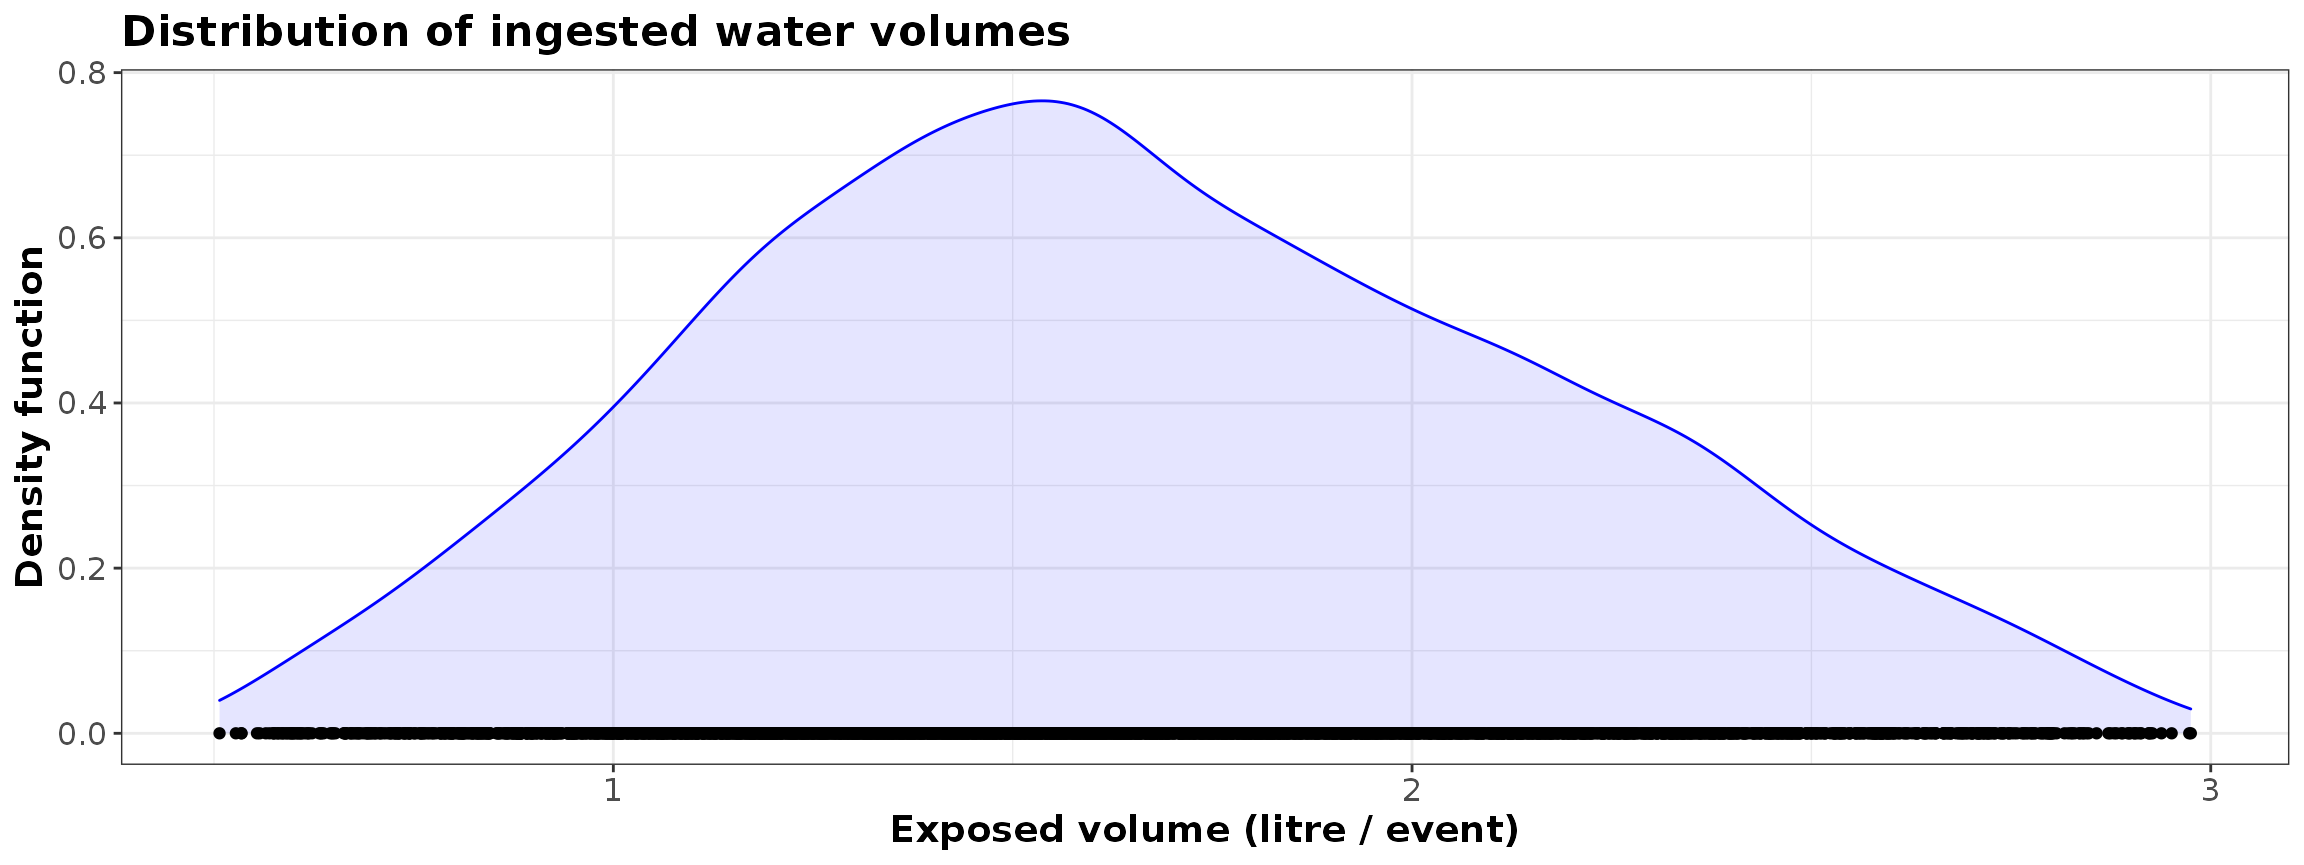 Distribution of ingested water volumes
Density function
0.8
0.6
0.4
0.2
0.0
1 2 3
Exposed volume (litre / event)